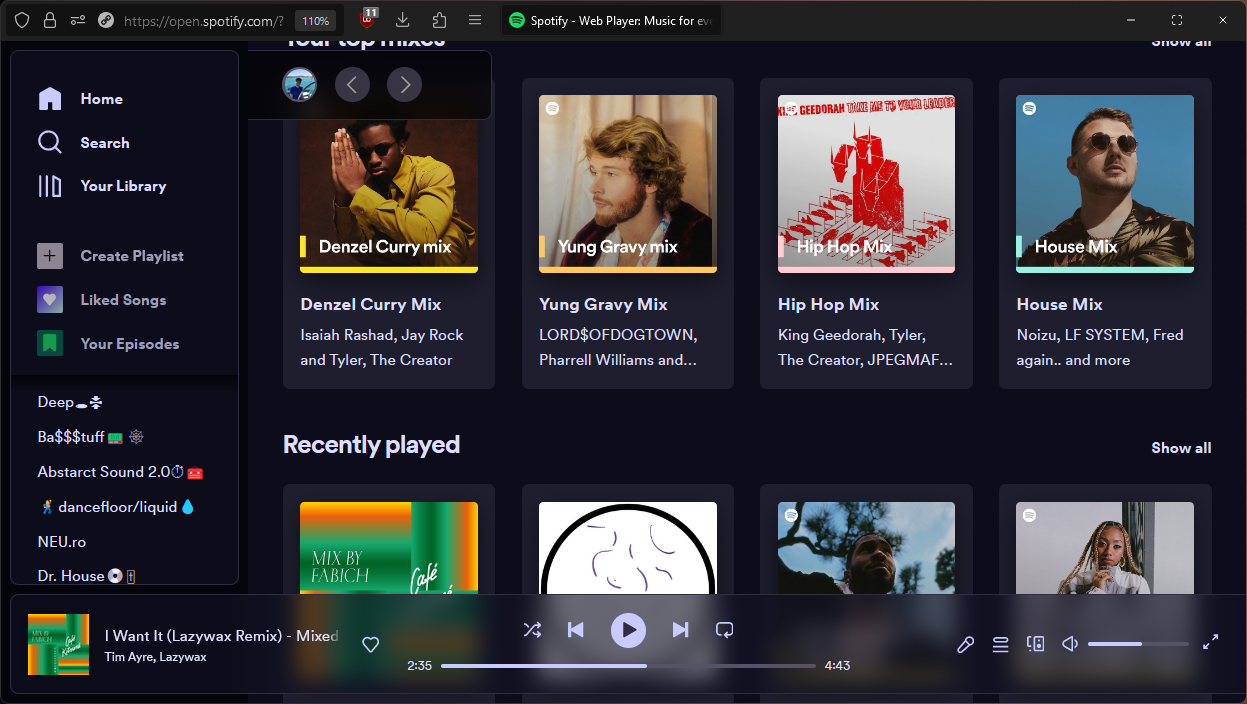 https://open.spotify.com/?
110%
11
Spotify - Web Player: Music for eve
Home
Search
Your Library
Create Playlist
Liked Songs
Your Episodes
Deep
Ba$$$tuff
Abstarct Sound 2.0
dancefloor/liquid
NEU.ro
Dr. House
Your top mixes
Show all
Denzel Curry mix
Denzel Curry Mix
Isaiah Rashad, Jay Rock
and Tyler, The Creator
Yung Gravy mix
Yung Gravy Mix
LORD$OFDOGTOWN,
Pharrell Williams and...
KING GEEDORAH TAKE ME TO YOUR LEADER
Hip Hop Mix
Hip Hop Mix
King Geedorah, Tyler,
The Creator, JPEGMAF...
House Mix
House Mix
Noizu, LF SYSTEM, Fred
again.. and more
Recently played
Show all
MIX BY
FABICH
Café
MIX BY
FABICH
Café
I Want It (Lazywax Remix) - Mixed
Tim Ayre, Lazywax
2:35
4:43